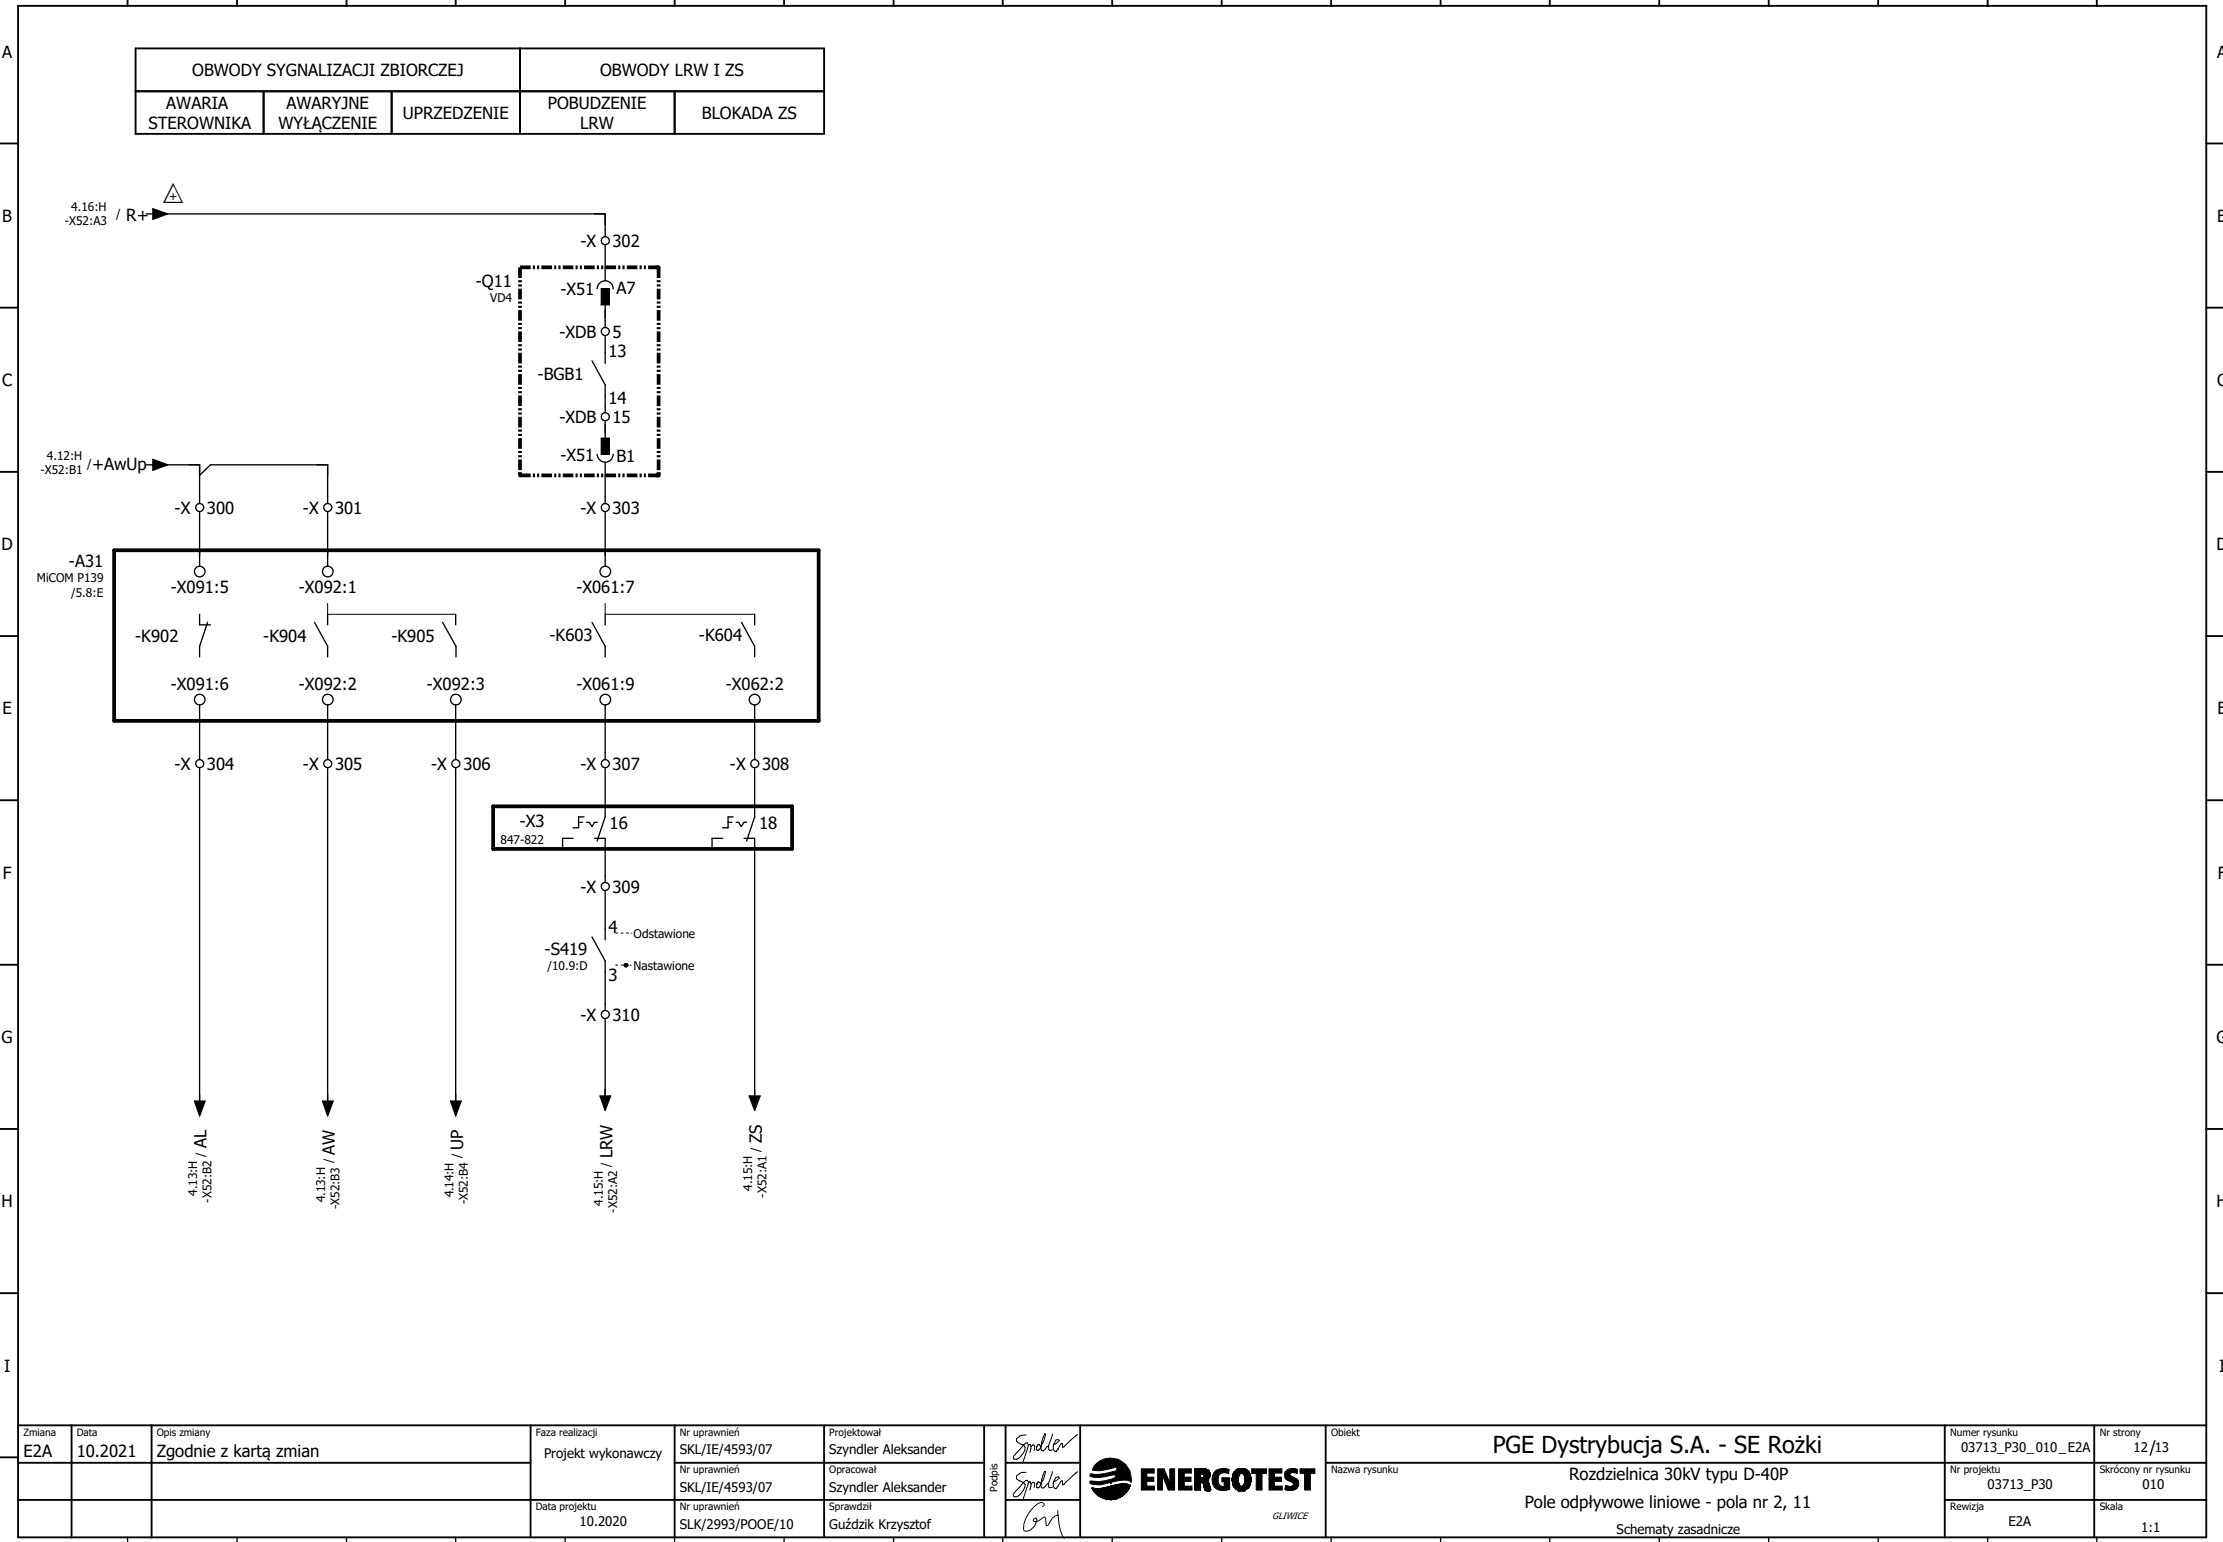 OBWODY SYGNALIZACJI ZBIORCZEJ
OBWODY LRW I ZS
AWARIA
STEROWNIKA
AWARYJNE
WYŁĄCZENIE
UPRZEDZENIE
POBUDZENIE
LRW
BLOKADA ZS
A
B
B
C
D
D
E
F
G
H
H
I
4.16:H
-X52:A3 / R+
+
-X 302
-Q11
VD4
-X51 A7
-XDB 5
13
-BGB1
14
-XDB 15
-X51 B1
4.12:H
-X52:B1 /+AwUp
-X 300
-X 301
-X 303
-A31
MiCOM P139
/5.8:E
-X091:5
-X092:1
-X061:7
-K902
-K904
-K905
-K603
-K604
-X091:6
-X092:2
-X092:3
-X061:9
-X062:2
-X 304
-X 305
-X 306
-X 307
-X 308
-X3
847-822
F 16
F 18
-X 309
4
Odstawione
-S419
/10.9:D
Nastawione
3
-X 310
4.13:H / AL
-X52:B2
4.13:H / AW
-X52:B3
4.14:H / UP
-X52:B4
4.15:H / LRW
-X52:A2
4.15:H / ZS
-X52:A1
Zmiana
E2A
Data
10.2021
Opis zmiany
Zgodnie z kartą zmian
Faza realizacji
Projekt wykonawczy
Data projektu
10.2020
Nr uprawnień
SKL/IE/4593/07
Nr uprawnień
SKL/IE/4593/07
Nr uprawnień
SLK/2993/POOE/10
Projektował
Szyndler Aleksander
Opracował
Szyndler Aleksander
Sprawdził
Guździk Krzysztof
Podpis
ENERGOTEST
GLIWICE
Obiekt
PGE Dystrybucja S.A. - SE Rożki
Nazwa rysunku
Rozdzielnica 30kV typu D-40P
Pole odpływowe liniowe - pola nr 2, 11
Schematy zasadnicze
Numer rysunku
03713_P30_010_E2A
Nr strony
12/13
Nr projektu
03713_P30
Skrócony nr rysunku
010
Rewizja
E2A
Skala
1:1